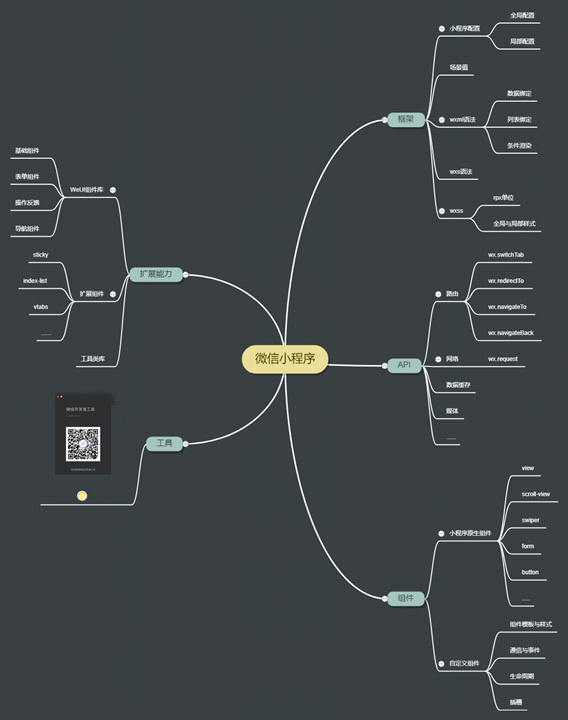 微信小程序
框架
小程序配置
全局配置
局部配置
场景值
wxml语法
数据绑定
列表绑定
条件渲染
wxs语法
wxss
rpx单位
全局与局部样式
API
路由
wx.switchTab
wx.redirectTo
wx.navigateTo
wx.navigateBack
网络
wx.request
数据缓存
媒体
......
组件
小程序原生组件
view
scroll-view
swiper
form
button
......
自定义组件
组件模板与样式
通信与事件
生命周期
插槽
扩展能力
WeUI组件库
基础组件
表单组件
操作反馈
导航组件
扩展组件
sticky
index-list
vtabs
......
工具类库
工具
微信开发者工具